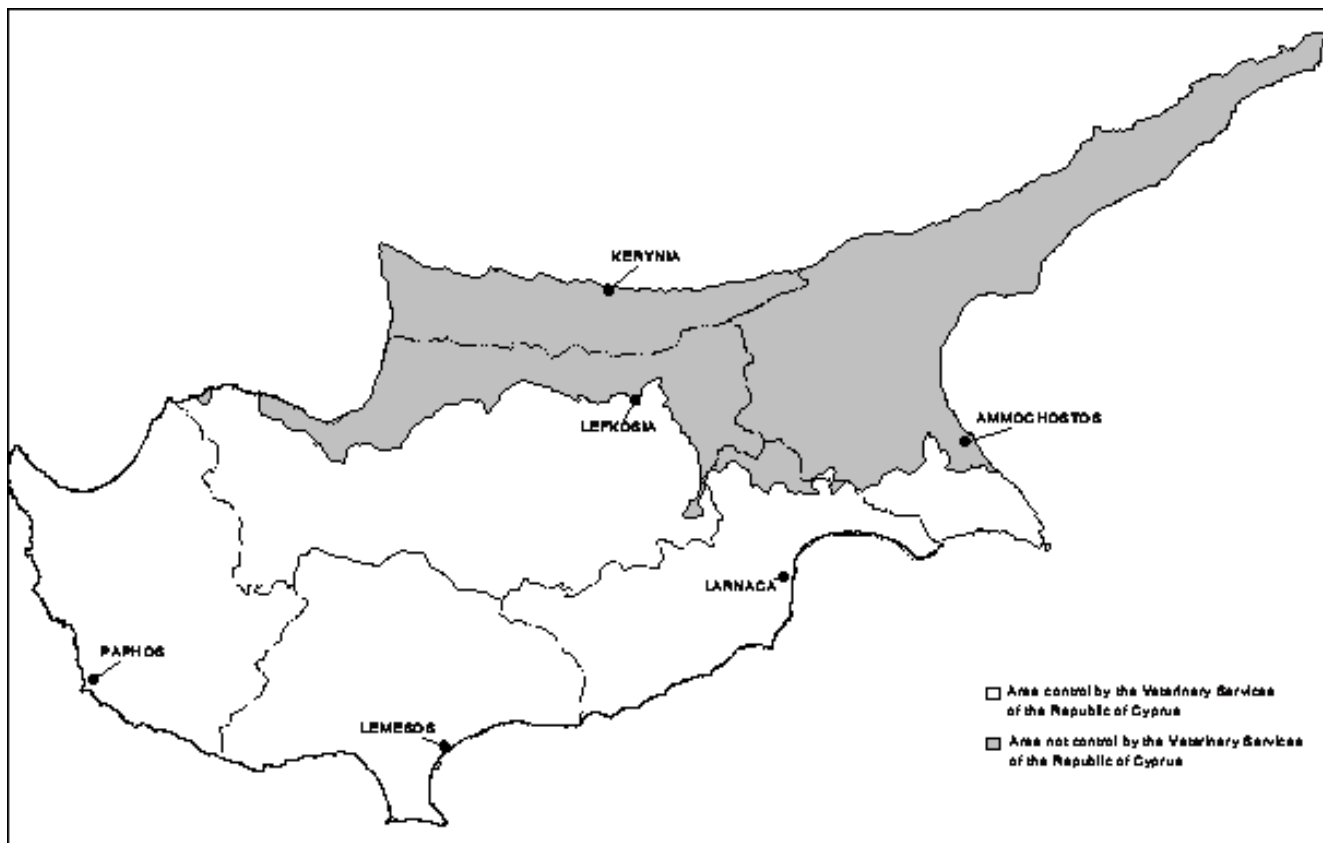 KERYNIA
LEFKOSIA
AMMOCHOSTOS
LARNACA
PAPHOS
LEMESOS
Area control by the Veterinary Services
of the Republic of Cyprus
Area not control by the Veterinary Services
of the Republic of Cyprus